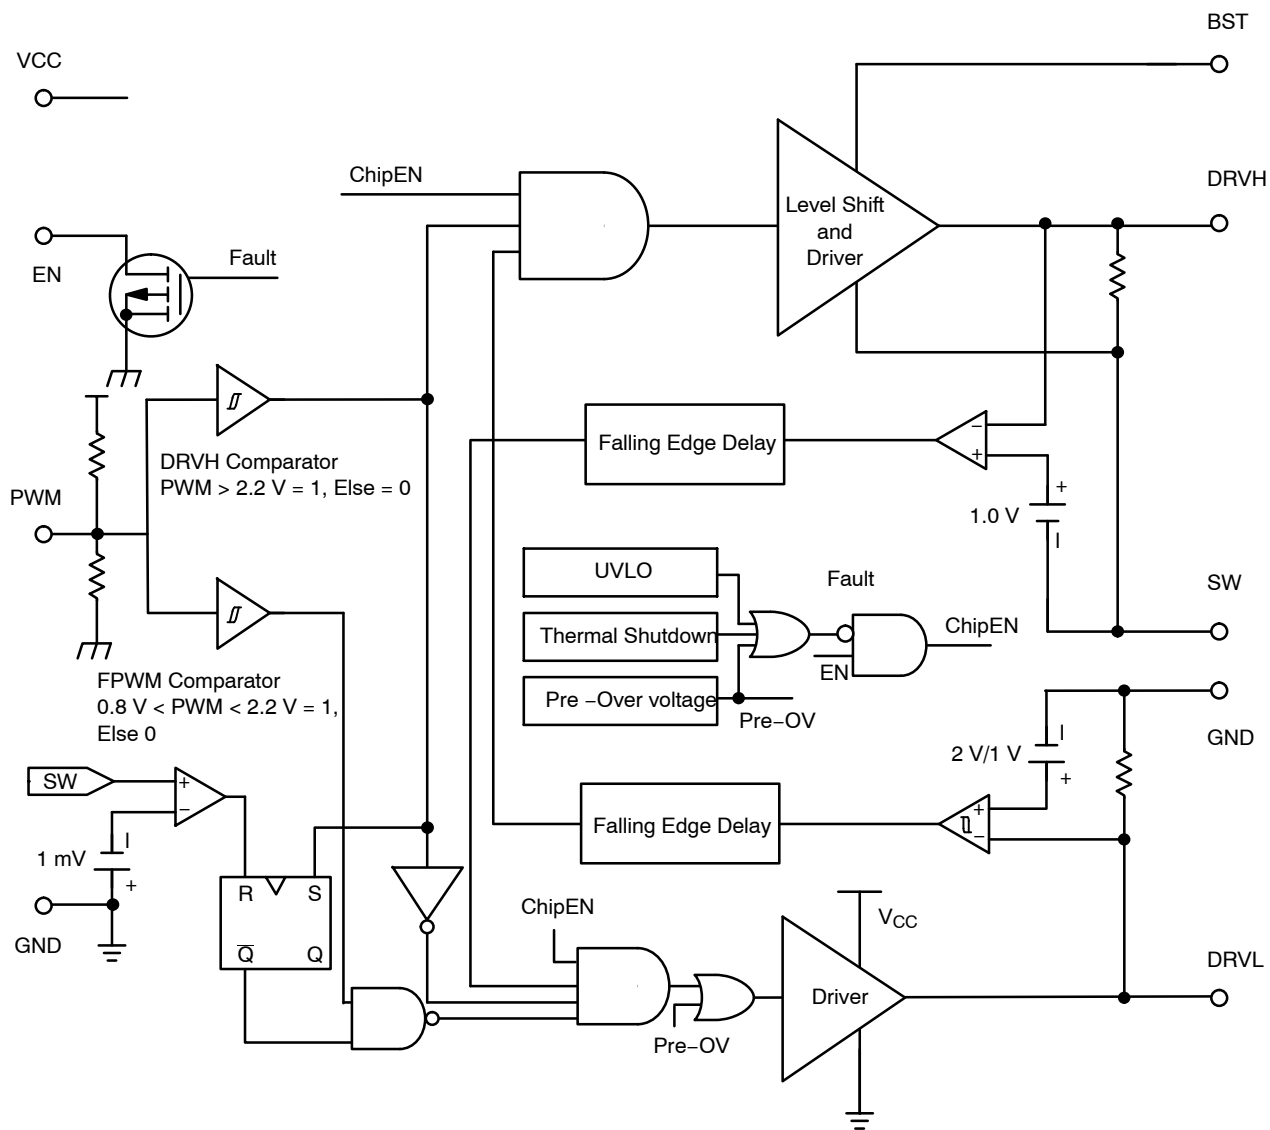 BST
VCC
ChipEN
DRVH
Level Shift
and
Driver
Fault
EN
DRVH Comparator
PWM > 2.2 V = 1, Else = 0
Falling Edge Delay
−
+
+
1.0 V
PWM
UVLO
Fault
SW
Thermal Shutdown
ChipEN
EN
FPWM Comparator
0.8 V < PWM < 2.2 V = 1,
Else 0
Pre −Over voltage
Pre−OV
GND
2 V/1 V
+
SW
+
−
Falling Edge Delay
+
−
1 mV
+
R
S
ChipEN
VCC
GND
Q
Q
DRVL
Driver
Pre−OV